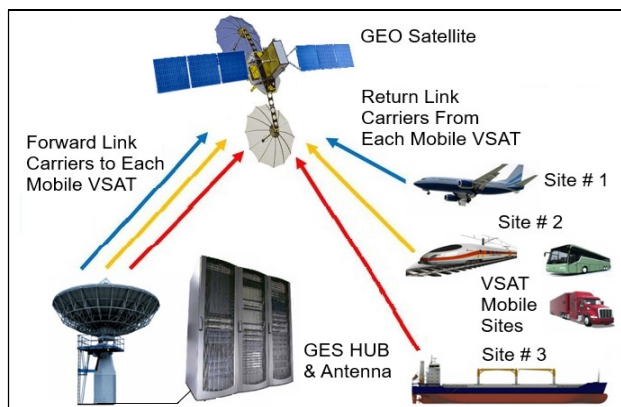 GEO Satellite
Forward Link
Carriers to Each
Mobile VSAT
Return Link
Carriers From
Each Mobile VSAT
Site # 1
Site # 2
VSAT
Mobile
Sites
GES HUB
& Antenna
Site # 3